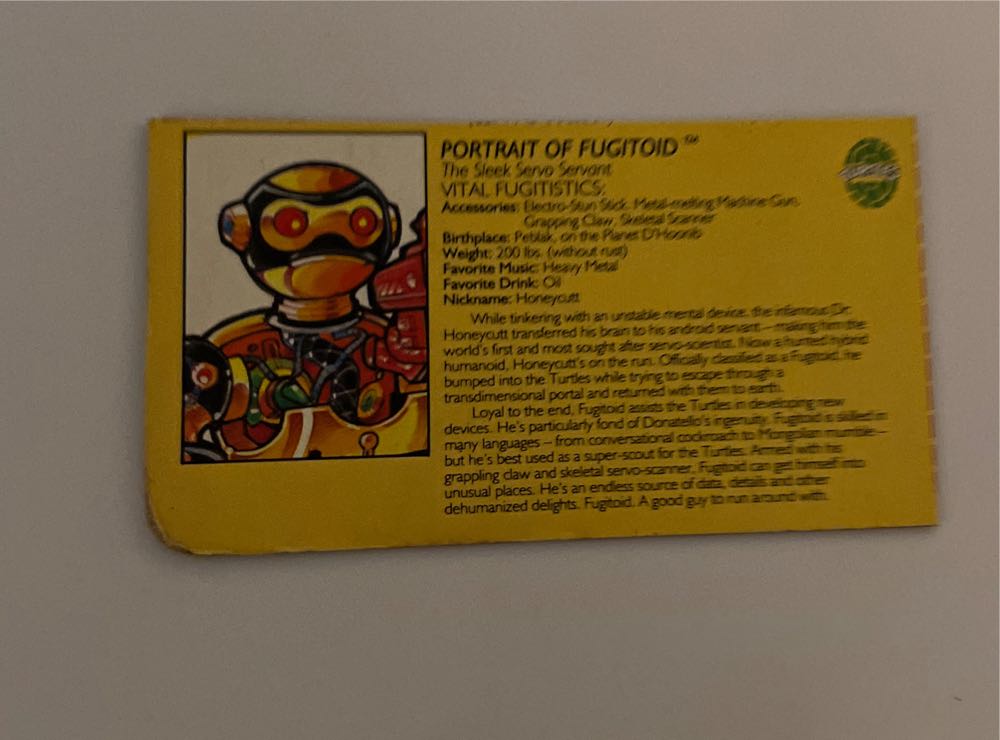 PORTRAIT OF FUGITOID™
The Sleek Servo Servant
VITAL FUGITISTICS:
Accessories: Electro-Stun Stick, Metal-melting Machine Gun,
Grapping Claw, Skeletal Scanner
Birthplace: Peblak, on the Planet D'Hoonib
Weight: 200 lbs. (without rust)
Favorite Music: Heavy Metal
Favorite Drink: Oil
Nickname: Honeycutt
While tinkering with an unstable mental device, the infamous Dr.
Honeycutt transferred his brain to his android servant – making him the
world's first and most sought after servo-scientist. Now a hunted hybrid
humanoid, Honeycutt's on the run. Officially classified as a Fugitoid, he
bumped into the Turtles while trying to escape through a
transdimensional portal and returned with them to earth.
Loyal to the end, Fugitoid assists the Turtles in developing new
devices. He's particularly fond of Donatello's ingenuity. Fugitoid is skilled in
many languages – from conversational cockroach to Mongolian mumble–
but he's best used as a super-scout for the Turtles. Armed with his
grappling claw and skeletal servo-scanner, Fugitoid can get himself into
unusual places. He's an endless source of data, details and other
dehumanized delights. Fugitoid. A good guy to run around with.